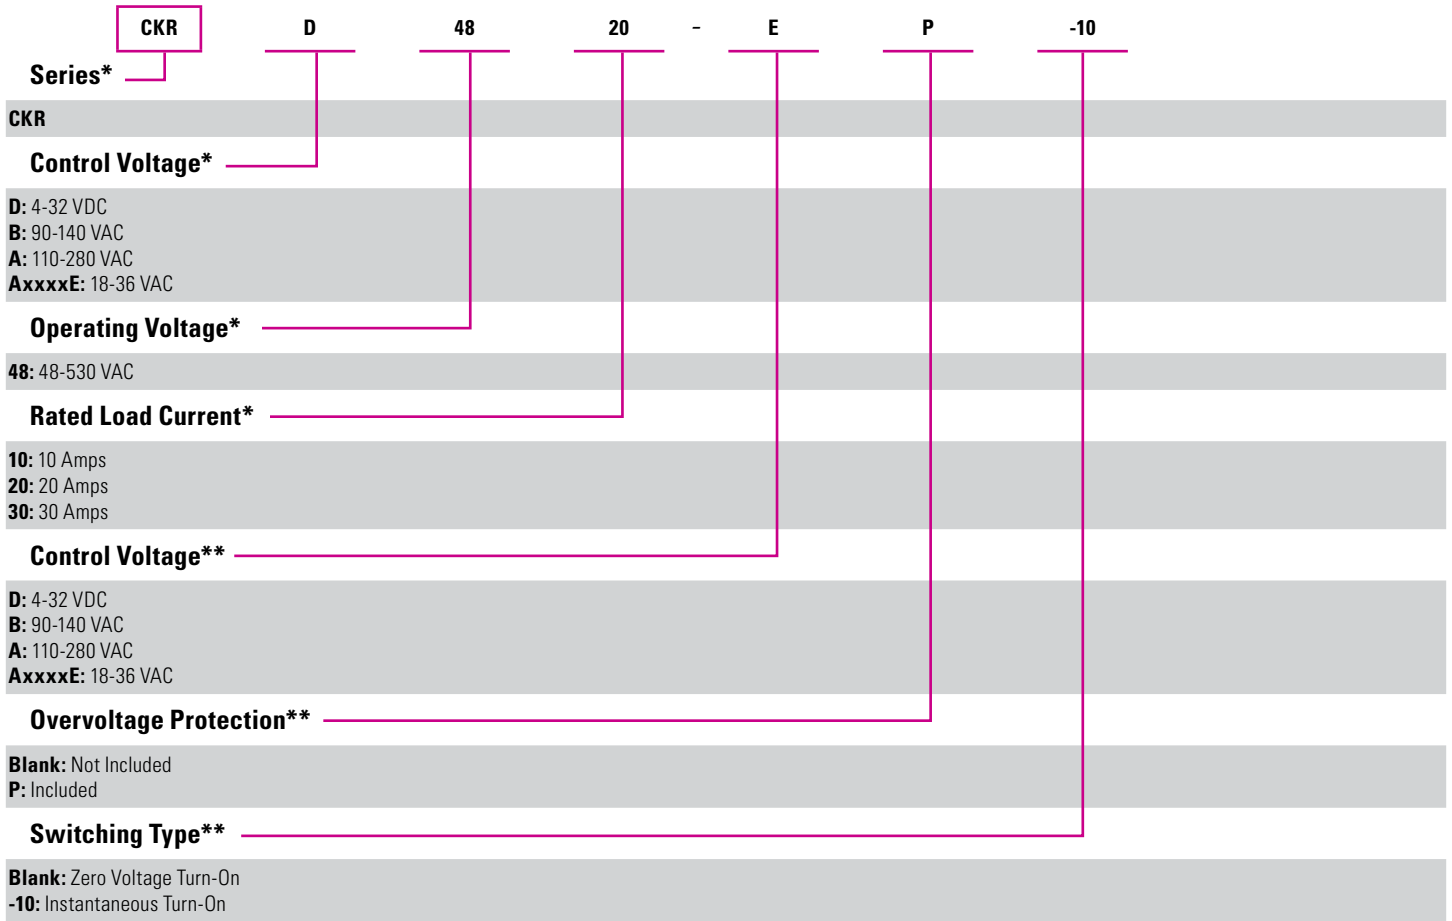 CKR D 48 20 – E P -10
Series*
CKR
Control Voltage*
D: 4-32 VDC
B: 90-140 VAC
A: 110-280 VAC
AxxxxE: 18-36 VAC
Operating Voltage*
48: 48-530 VAC
Rated Load Current*
10: 10 Amps
20: 20 Amps
30: 30 Amps
Control Voltage**
D: 4-32 VDC
B: 90-140 VAC
A: 110-280 VAC
AxxxxE: 18-36 VAC
Overvoltage Protection**
Blank: Not Included
P: Included
Switching Type**
Blank: Zero Voltage Turn-On
-10: Instantaneous Turn-On